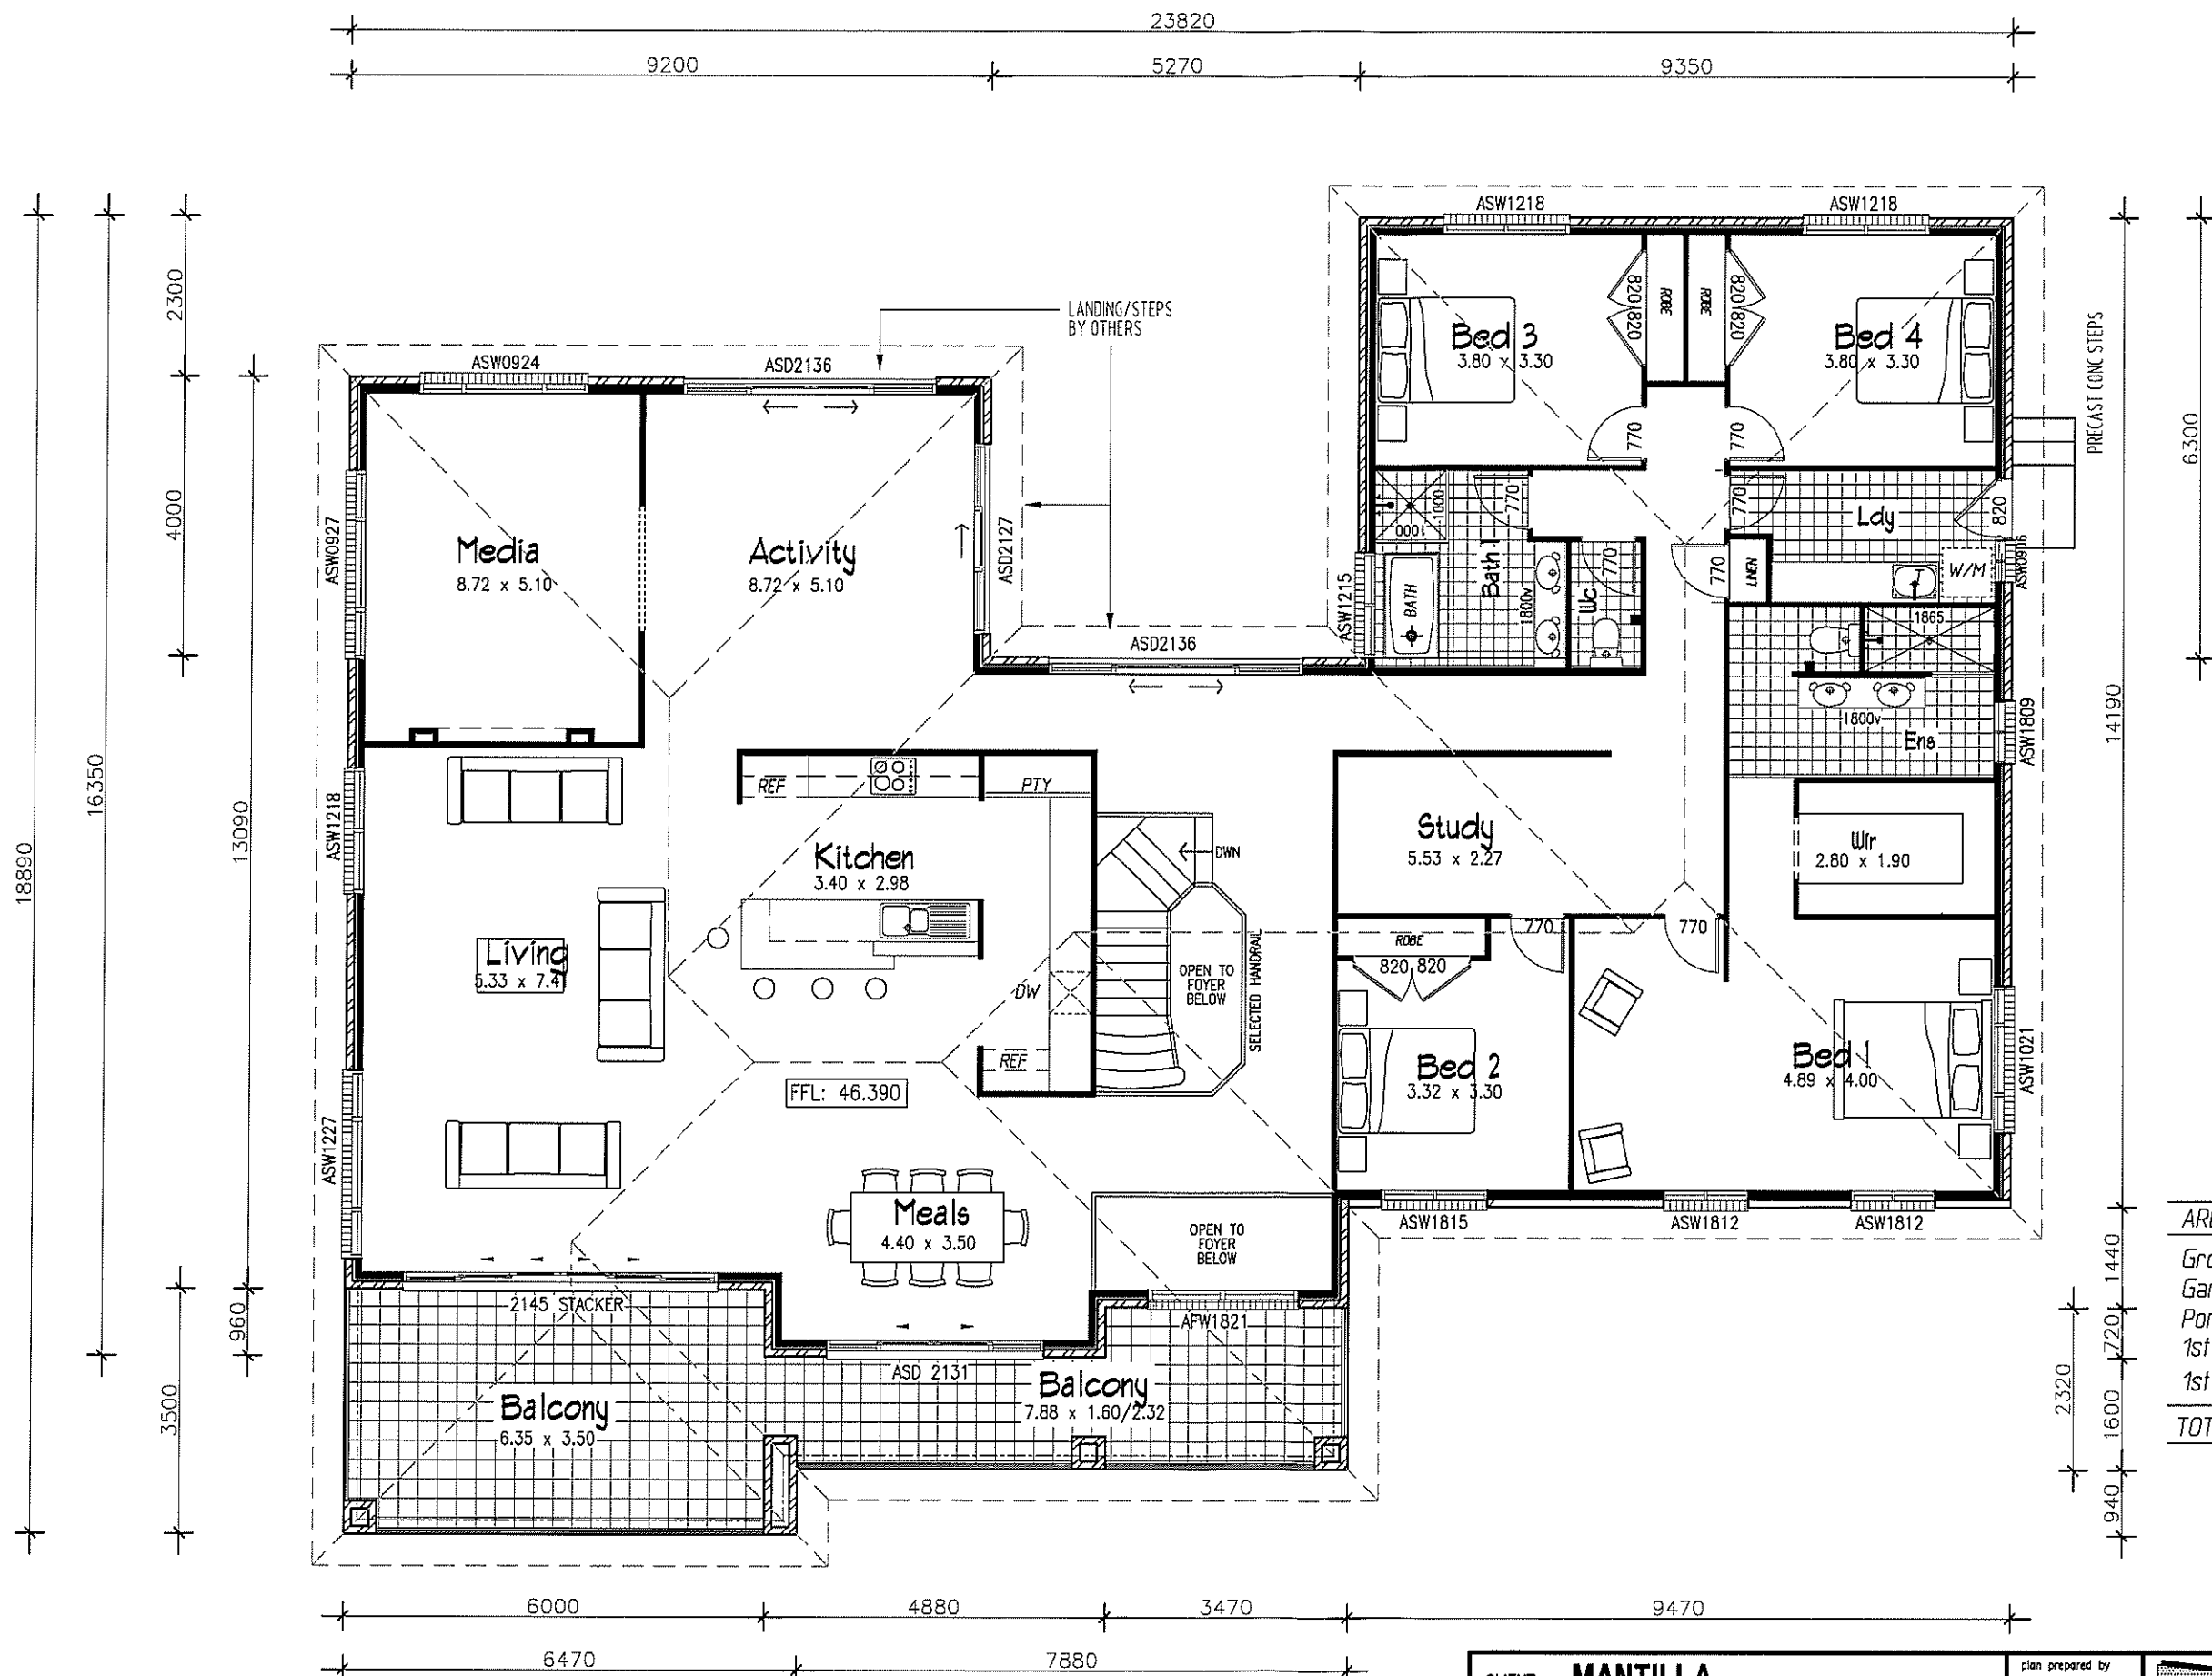 23820
9200
5270
9350
ASW1218
ASW1218
2300
LANDING/STEPS
BY OTHERS
ASW0924
ASD2136
Bed 3
3.80 x 3.30
820
820
ROBE
ROBE
820
820
Bed 4
3.80 x 3.30
PRECAST CONC STEPS
6300
770
770
4000
ASW0927
Media
8.72 x 5.10
Activity
8.72 x 5.10
ASD2127
1000
1000
770
770
Ldy
820
ASW1215
BATH
Bath 1
1800v
770
Wc
770
LINEN
W/M
ASW0906
ASD2136
1865
1800v
Ens
ASW1809
14190
18890
16350
13090
ASW1218
REF
PTY
Kitchen
3.40 x 2.98
DWN
Study
5.53 x 2.27
Wir
2.80 x 1.90
Living
5.33 x 7.4
DW
OPEN TO
FOYER
BELOW
SELECTED HANDRAIL
ROBE
820
820
770
770
REF
FFL: 46.390
Bed 2
3.32 x 3.30
Bed 1
4.89 x 4.00
ASW1021
ASW1227
Meals
4.40 x 3.50
OPEN TO
FOYER
BELOW
ASW1815
ASW1812
ASW1812
2145 STACKER
AFW1821
ASD 2131
Balcony
6.35 x 3.50
Balcony
7.88 x 1.60/2.32
960
3500
1440
720
2320
1600
940
ARE
Gro
Gar
Por
1st
1st
TOT
6000
4880
3470
9470
6470
7880
MANTILLA
plan prepared by